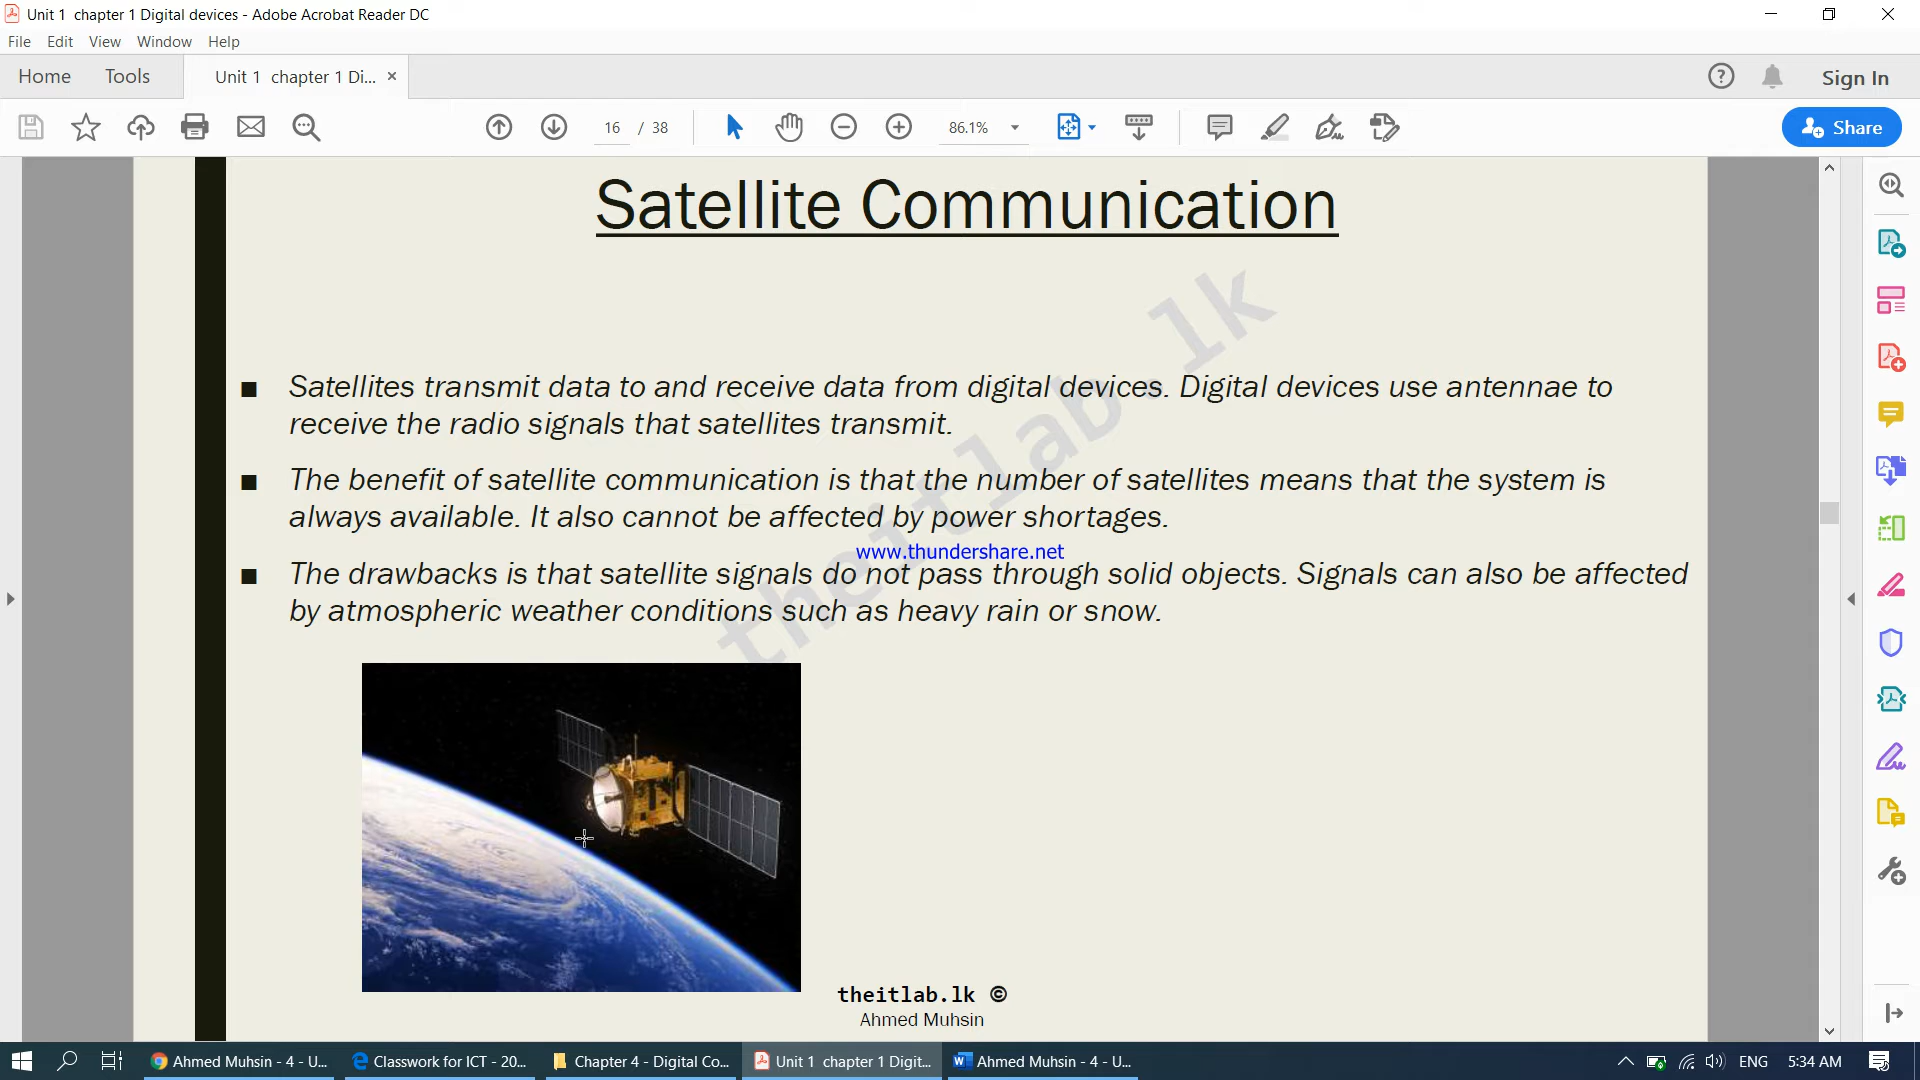 Unit 1  chapter 1 Digital devices - Adobe Acrobat Reader DC
File Edit View Window Help
Home Tools Unit 1  chapter 1 Di... × Sign In
16 / 38 86.1% Share
Satellite Communication
■ Satellites transmit data to and receive data from digital devices. Digital devices use antennae to
receive the radio signals that satellites transmit.
■ The benefit of satellite communication is that the number of satellites means that the system is
always available. It also cannot be affected by power shortages.
www.thundershare.net
■ The drawbacks is that satellite signals do not pass through solid objects. Signals can also be affected
by atmospheric weather conditions such as heavy rain or snow.
theitlab.lk
theitlab.lk ©
Ahmed Muhsin
Ahmed Muhsin - 4 - U... Classwork for ICT - 20... Chapter 4 - Digital Co... Unit 1  chapter 1 Digit... Ahmed Muhsin - 4 - U... ENG 5:34 AM